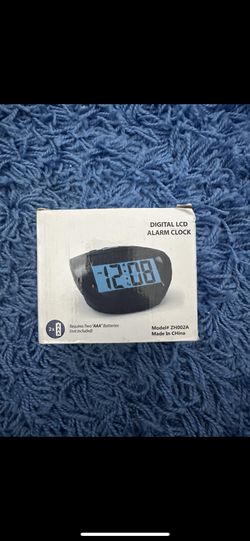 DIGITAL LCD
ALARM CLOCK
12:08
2x
Requires Two "AAA" Batteries
(not included)
Model# ZH002A
Made In China